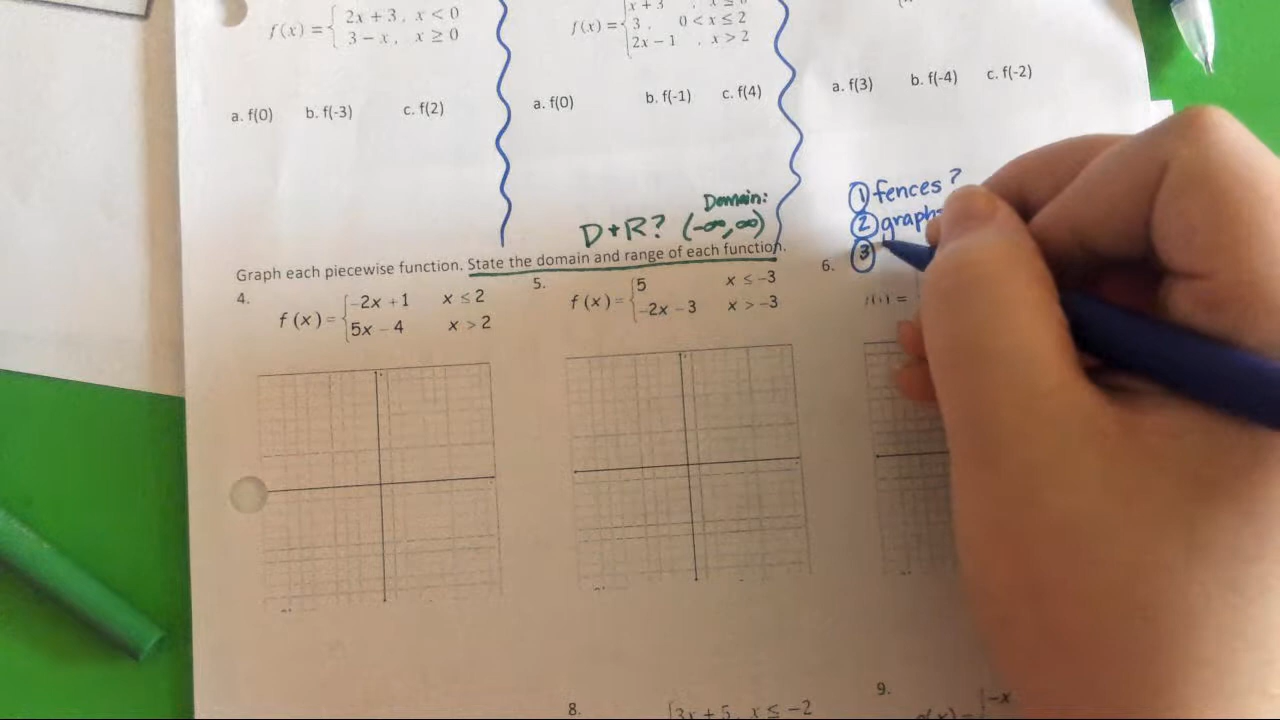 f(x) = { 2x + 3, x < 0
3 − x, x ≥ 0
f(x) = { x + 3 , x ≤ 0
3, 0 < x ≤ 2
2x − 1 , x > 2
a. f(0) b. f(-3) c. f(2)
a. f(0) b. f(-1) c. f(4)
a. f(3) b. f(-4) c. f(-2)
① fences?
② graph
③
Domain:
D+R? (-∞,∞)
Graph each piecewise function. State the domain and range of each function.
4.
f(x) = { -2x + 1 x ≤ 2
5x − 4 x > 2
5.
f(x) = { 5 x ≤ -3
-2x − 3 x > -3
6.
8. { 3x + 5, x ≤ -2
9. { -x